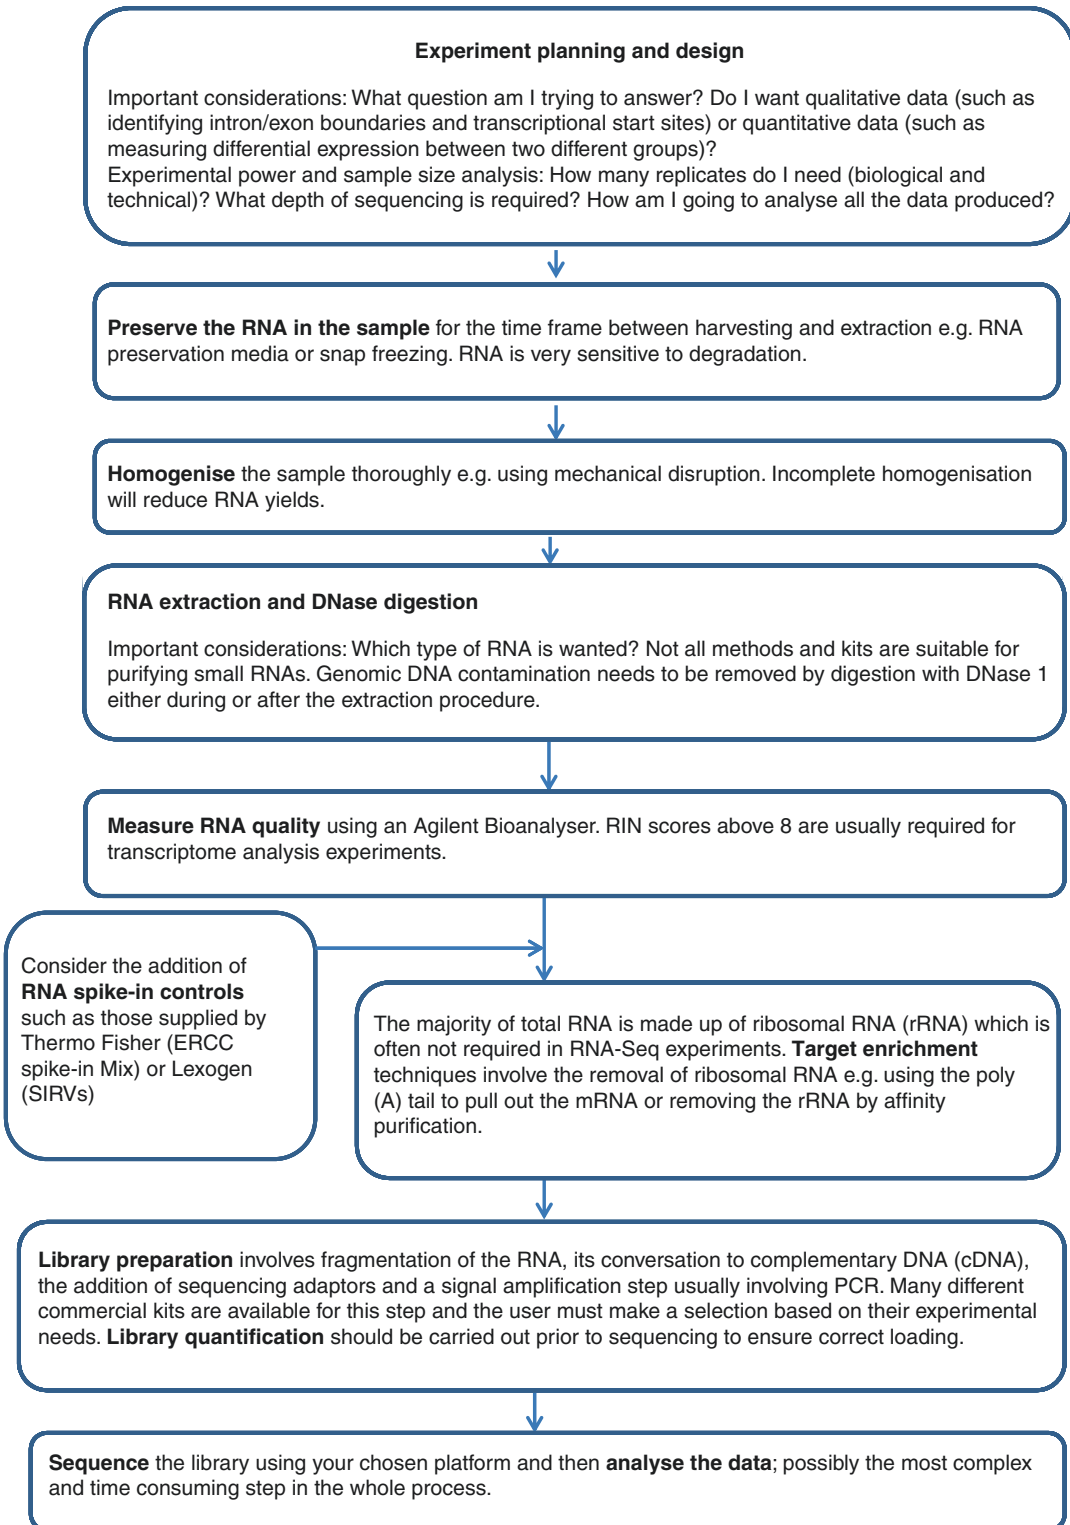 Experiment planning and design
Important considerations: What question am I trying to answer? Do I want qualitative data (such as
identifying intron/exon boundaries and transcriptional start sites) or quantitative data (such as
measuring differential expression between two different groups)?
Experimental power and sample size analysis: How many replicates do I need (biological and
technical)? What depth of sequencing is required? How am I going to analyse all the data produced?
Preserve the RNA in the sample for the time frame between harvesting and extraction e.g. RNA
preservation media or snap freezing. RNA is very sensitive to degradation.
Homogenise the sample thoroughly e.g. using mechanical disruption. Incomplete homogenisation
will reduce RNA yields.
RNA extraction and DNase digestion
Important considerations: Which type of RNA is wanted? Not all methods and kits are suitable for
purifying small RNAs. Genomic DNA contamination needs to be removed by digestion with DNase 1
either during or after the extraction procedure.
Measure RNA quality using an Agilent Bioanalyser. RIN scores above 8 are usually required for
transcriptome analysis experiments.
Consider the addition of
RNA spike-in controls
such as those supplied by
Thermo Fisher (ERCC
spike-in Mix) or Lexogen
(SIRVs)
The majority of total RNA is made up of ribosomal RNA (rRNA) which is
often not required in RNA-Seq experiments. Target enrichment
techniques involve the removal of ribosomal RNA e.g. using the poly
(A) tail to pull out the mRNA or removing the rRNA by affinity
purification.
Library preparation involves fragmentation of the RNA, its conversation to complementary DNA (cDNA),
the addition of sequencing adaptors and a signal amplification step usually involving PCR. Many different
commercial kits are available for this step and the user must make a selection based on their experimental
needs. Library quantification should be carried out prior to sequencing to ensure correct loading.
Sequence the library using your chosen platform and then analyse the data; possibly the most complex
and time consuming step in the whole process.